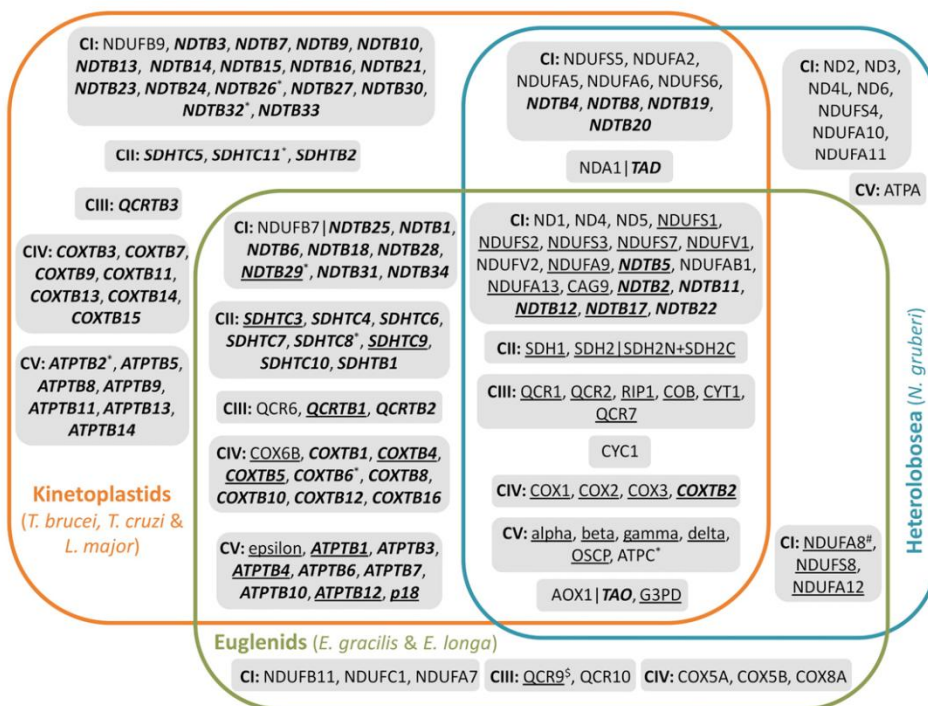 CI: NDUFB9, NDTB3, NDTB7, NDTB9, NDTB10,
NDTB13, NDTB14, NDTB15, NDTB16, NDTB21,
NDTB23, NDTB24, NDTB26*, NDTB27, NDTB30,
NDTB32*, NDTB33
CII: SDHTC5, SDHTC11*, SDHTB2
CIII: QCRTB3
CIV: COXTB3, COXTB7,
COXTB9, COXTB11,
COXTB13, COXTB14,
COXTB15
CV: ATPTB2*, ATPTB5,
ATPTB8, ATPTB9,
ATPTB11, ATPTB13,
ATPTB14
Kinetoplastids
(T. brucei, T. cruzi &
L. major)
CI: NDUFS5, NDUFA2,
NDUFA5, NDUFA6, NDUFS6,
NDTB4, NDTB8, NDTB19,
NDTB20
NDA1|TAD
CI: ND2, ND3,
ND4L, ND6,
NDUFS4,
NDUFA10,
NDUFA11
CV: ATPA
Heterolobosea (N. gruberi)
CI: NDUFB7|NDTB25, NDTB1,
NDTB6, NDTB18, NDTB28,
NDTB29*, NDTB31, NDTB34
CII: SDHTC3, SDHTC4, SDHTC6,
SDHTC7, SDHTC8*, SDHTC9,
SDHTC10, SDHTB1
CIII: QCR6, QCRTB1, QCRTB2
CIV: COX6B, COXTB1, COXTB4,
COXTB5, COXTB6*, COXTB8,
COXTB10, COXTB12, COXTB16
CV: epsilon, ATPTB1, ATPTB3,
ATPTB4, ATPTB6, ATPTB7,
ATPTB10, ATPTB12, p18
CI: ND1, ND4, ND5, NDUFS1,
NDUFS2, NDUFS3, NDUFS7, NDUFV1,
NDUFV2, NDUFA9, NDTB5, NDUFAB1,
NDUFA13, CAG9, NDTB2, NDTB11,
NDTB12, NDTB17, NDTB22
CII: SDH1, SDH2|SDH2N+SDH2C
CIII: QCR1, QCR2, RIP1, COB, CYT1,
QCR7
CYC1
CIV: COX1, COX2, COX3, COXTB2
CV: alpha, beta, gamma, delta,
OSCP, ATPC*
AOX1|TAO, G3PD
CI: NDUFA8#,
NDUFS8,
NDUFA12
Euglenids (E. gracilis & E. longa)
CI: NDUFB11, NDUFC1, NDUFA7
CIII: QCR9$, QCR10
CIV: COX5A, COX5B, COX8A